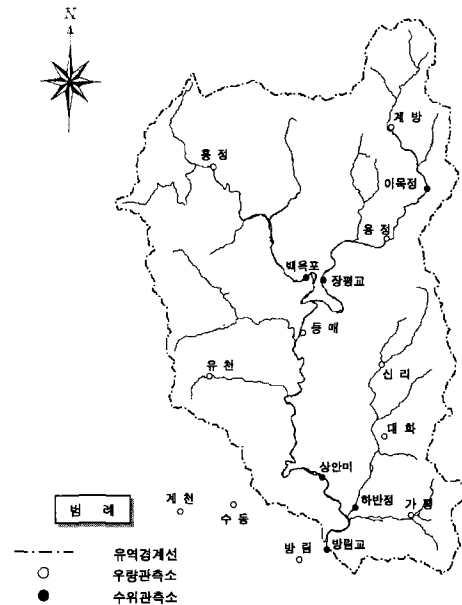 N
계 방
흥 정
이목정
용 정
백옥포
장평교
등 매
유 천
신 리
대 화
상안미
하반정
가 평
계 천
수 동
방 림
방림교
범 례
유역경계선
우량관측소
수위관측소